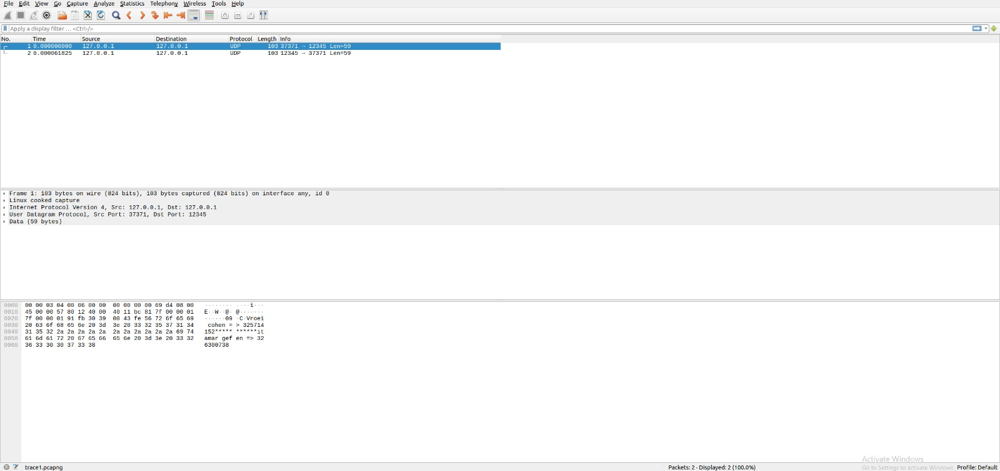 File Edit View Go Capture Analyze Statistics Telephony Wireless Tools Help
Apply a display filter ... <Ctrl-/>
No. Time Source Destination Protocol Length Info
1 0.000000000 127.0.0.1 127.0.0.1 UDP 103 37371 → 12345 Len=59
2 0.000061825 127.0.0.1 127.0.0.1 UDP 103 12345 → 37371 Len=59
Frame 1: 103 bytes on wire (824 bits), 103 bytes captured (824 bits) on interface any, id 0
Linux cooked capture
Internet Protocol Version 4, Src: 127.0.0.1, Dst: 127.0.0.1
User Datagram Protocol, Src Port: 37371, Dst Port: 12345
Data (59 bytes)
0000 00 00 03 04 00 06 00 00 00 00 00 00 69 d4 08 00 ········ ····i···
0010 45 00 00 57 80 12 40 00 40 11 bc 81 7f 00 00 01 E··W··@· @·······
0020 7f 00 00 01 91 fb 30 39 00 43 fe 56 72 6f 65 69 ······09 ·C·Vroei
0030 20 63 6f 68 65 6e 20 3d 3e 20 33 32 35 37 31 34 cohen = > 325714
0040 31 35 32 2a 2a 2a 2a 2a 2a 2a 2a 2a 2a 2a 69 74 152***** ******it
0050 61 6d 61 72 20 67 65 66 65 6e 20 3d 3e 20 33 32 amar gef en => 32
0060 36 33 30 30 37 33 38 6300738
Activate Windows
Go to Settings to activate Windows.
trace1.pcapng Packets: 2 · Displayed: 2 (100.0%) Profile: Default